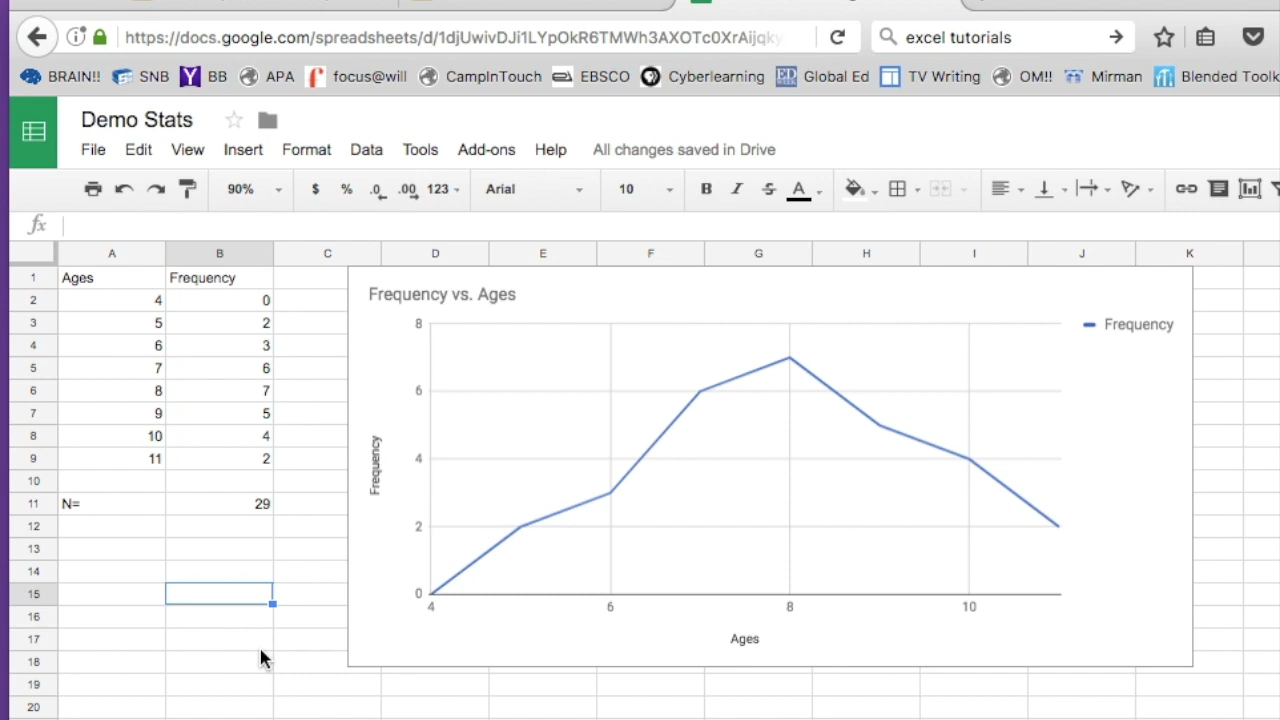 https://docs.google.com/spreadsheets/d/1djUwivDJi1LYpOkR6TMWh3AXOTc0XrAijqky
excel tutorials
BRAIN!! SNB BB APA focus@will CampInTouch EBSCO Cyberlearning Global Ed TV Writing OM!! Mirman Blended Toolk
Demo Stats
File Edit View Insert Format Data Tools Add-ons Help All changes saved in Drive
90% $ % .0 .00 123 Arial 10 B I S A
fx
A B C D E F G H I J K
1 Ages Frequency
2 4 0
3 5 2
4 6 3
5 7 6
6 8 7
7 9 5
8 10 4
9 11 2
10
11 N= 29
12
13
14
15
16
17
18
19
20
Frequency vs. Ages
Frequency
8
6
4
2
0
4 6 8 10
Frequency
Ages